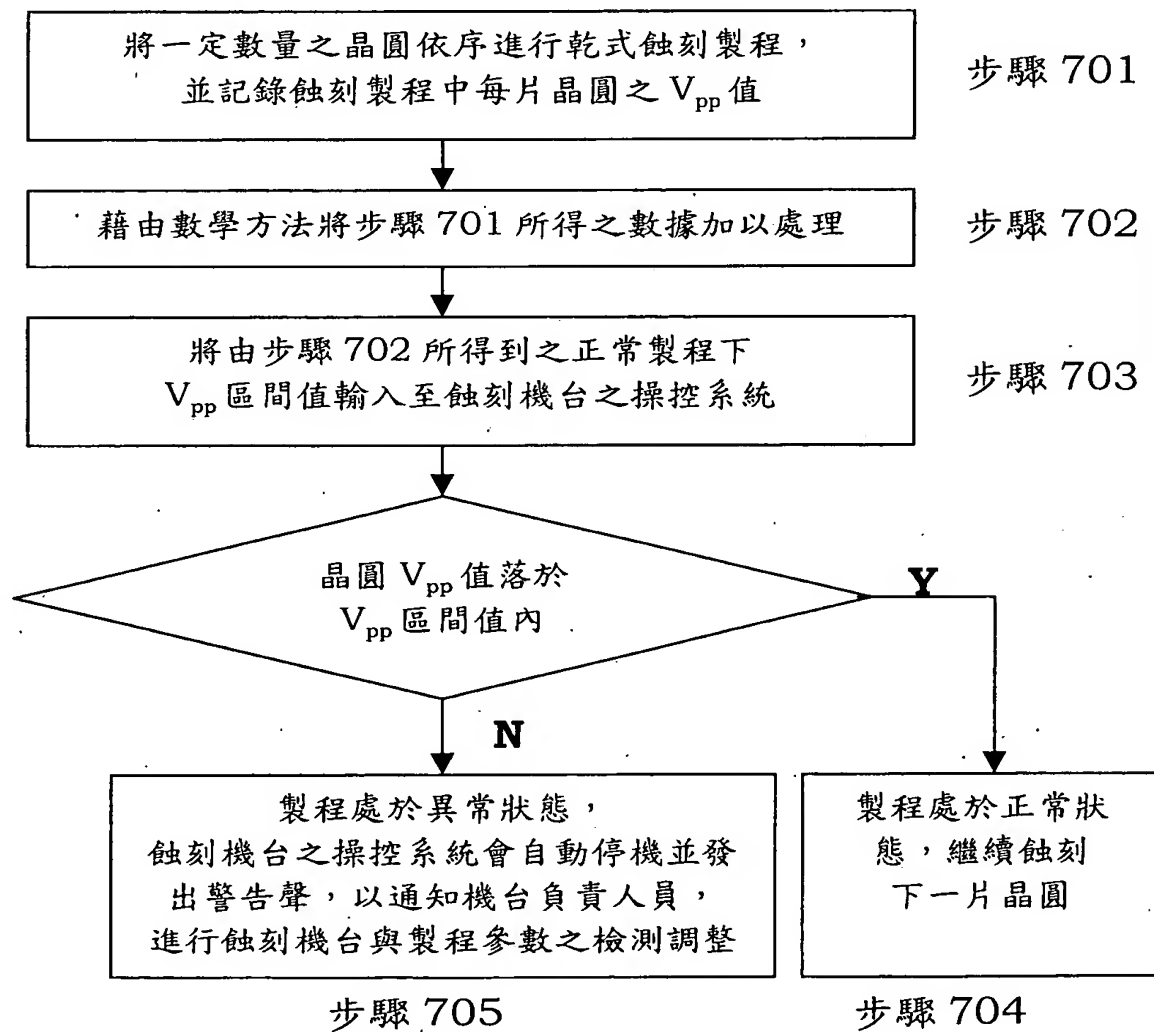 將一定數量之晶圓依序進行乾式蝕刻製程，
並記錄蝕刻製程中每片晶圓之 Vpp 值
步驟 701
藉由數學方法將步驟 701 所得之數據加以處理
步驟 702
將由步驟 702 所得到之正常製程下
Vpp 區間值輸入至蝕刻機台之操控系統
步驟 703
晶圓 Vpp 值落於
Vpp 區間值內
Y
N
製程處於異常狀態，
蝕刻機台之操控系統會自動停機並發
出警告聲，以通知機台負責人員，
進行蝕刻機台與製程參數之檢測調整
製程處於正常狀
態，繼續蝕刻
下一片晶圓
步驟 705
步驟 704